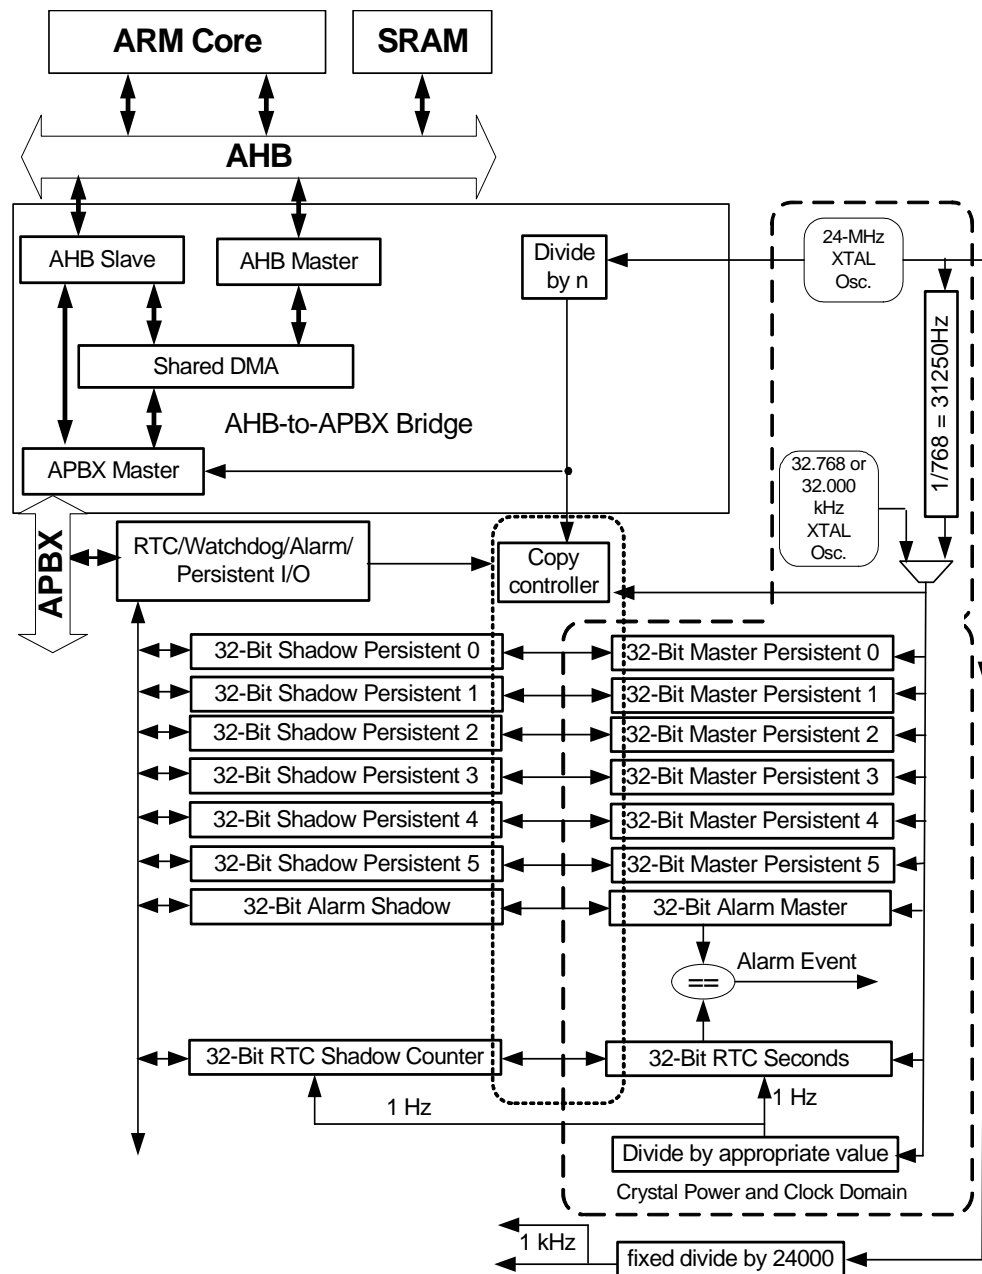 ARM Core
SRAM
AHB
AHB Slave
AHB Master
Divide
by n
24-MHz
XTAL
Osc.
Shared DMA
1/768 = 31250Hz
AHB-to-APBX Bridge
APBX Master
32.768 or
32.000
kHz
XTAL
Osc.
APBX
RTC/Watchdog/Alarm/
Persistent I/O
Copy
controller
32-Bit Shadow Persistent 0
32-Bit Master Persistent 0
32-Bit Shadow Persistent 1
32-Bit Master Persistent 1
32-Bit Shadow Persistent 2
32-Bit Master Persistent 2
32-Bit Shadow Persistent 3
32-Bit Master Persistent 3
32-Bit Shadow Persistent 4
32-Bit Master Persistent 4
32-Bit Shadow Persistent 5
32-Bit Master Persistent 5
32-Bit Alarm Shadow
32-Bit Alarm Master
Alarm Event
==
32-Bit RTC Shadow Counter
32-Bit RTC Seconds
1 Hz
1 Hz
Divide by appropriate value
Crystal Power and Clock Domain
1 kHz
fixed divide by 24000